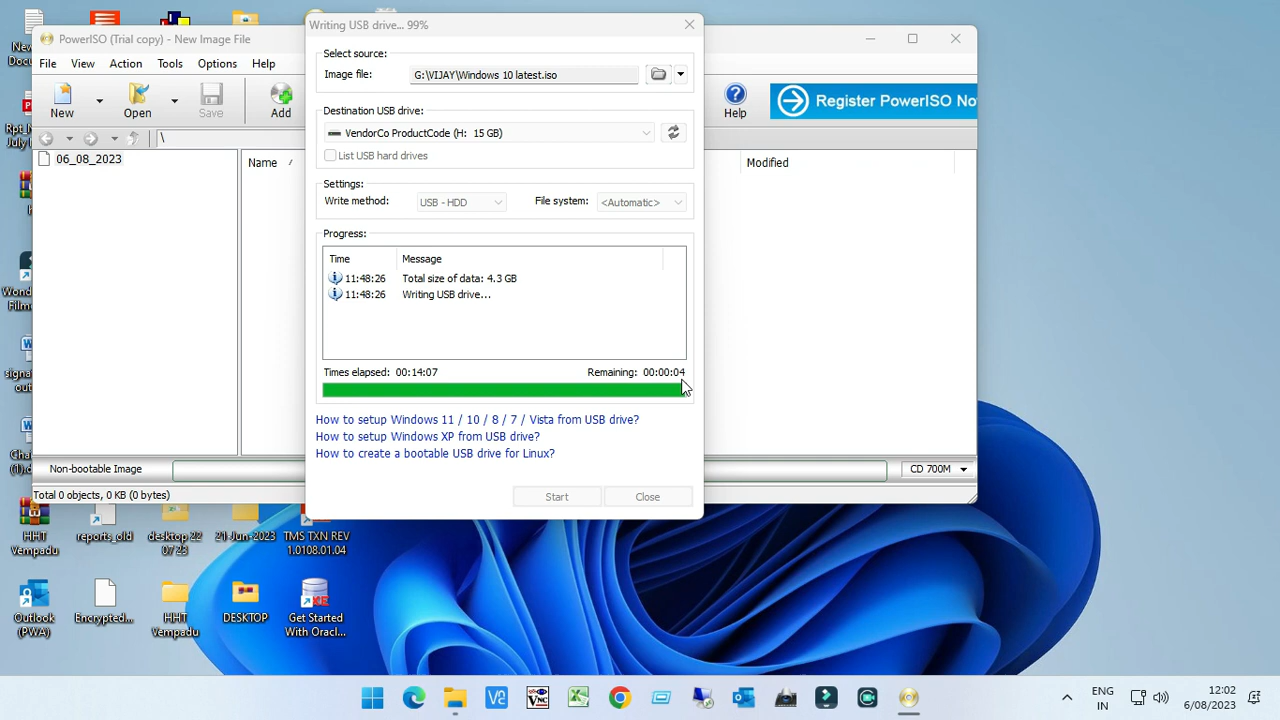 Writing USB drive... 99%
PowerISO (Trial copy) - New Image File
File View Action Tools Options Help
New
Open
Save
Add
Help
Register PowerISO No
\
06_08_2023
Name
Modified
Select source:
Image file: G:\VIJAY\Windows 10 latest.iso
Destination USB drive:
VendorCo ProductCode (H: 15 GB)
List USB hard drives
Settings:
Write method: USB - HDD File system: <Automatic>
Progress:
Time Message
11:48:26 Total size of data: 4.3 GB
11:48:26 Writing USB drive...
Times elapsed: 00:14:07 Remaining: 00:00:04
How to setup Windows 11 / 10 / 8 / 7 / Vista from USB drive?
How to setup Windows XP from USB drive?
How to create a bootable USB drive for Linux?
Start Close
Non-bootable Image
CD 700M
Total 0 objects, 0 KB (0 bytes)
HHT
Vempadu
reports_old
desktop 22
07 23
21-Jun-2023
TMS TXN REV
1.0108.01.04
Outlook
(PWA)
Encrypted...
HHT
Vempadu
DESKTOP
Get Started
With Oracl...
ENG
IN
12:02
6/08/2023